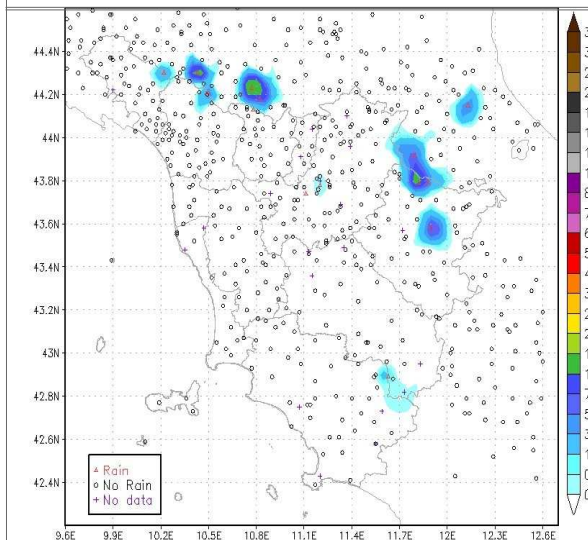 44.4N
44.2N
44N
43.8N
43.6N
43.4N
43.2N
43N
42.8N
42.6N
42.4N
Rain
No Rain
No data
9.6E 9.9E 10.2E 10.5E 10.8E 11.1E 11.4E 11.7E 12E 12.3E 12.6E